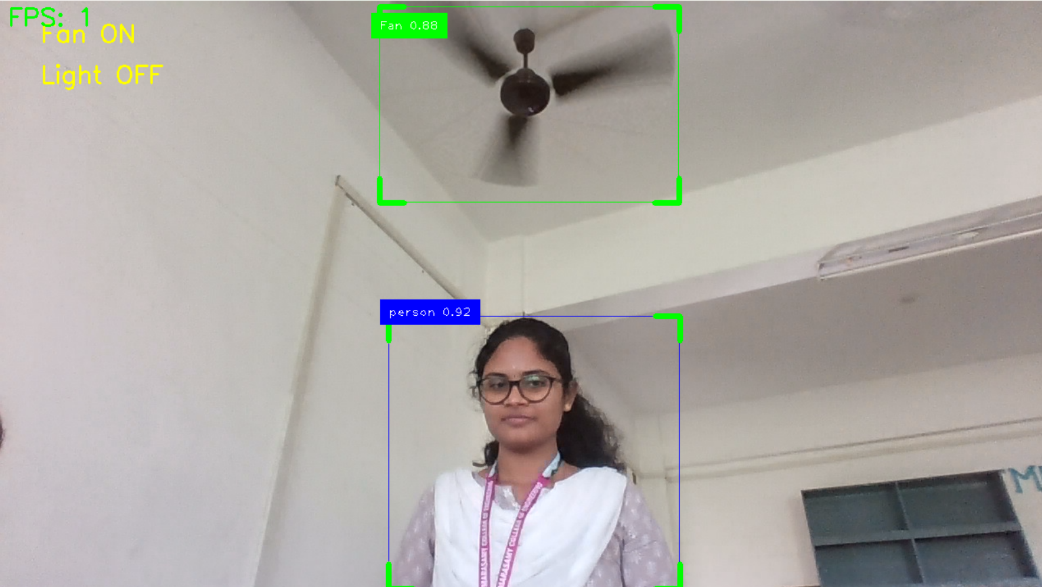 FPS: 1
Fan ON
Light OFF
Fan 0.88
person 0.92